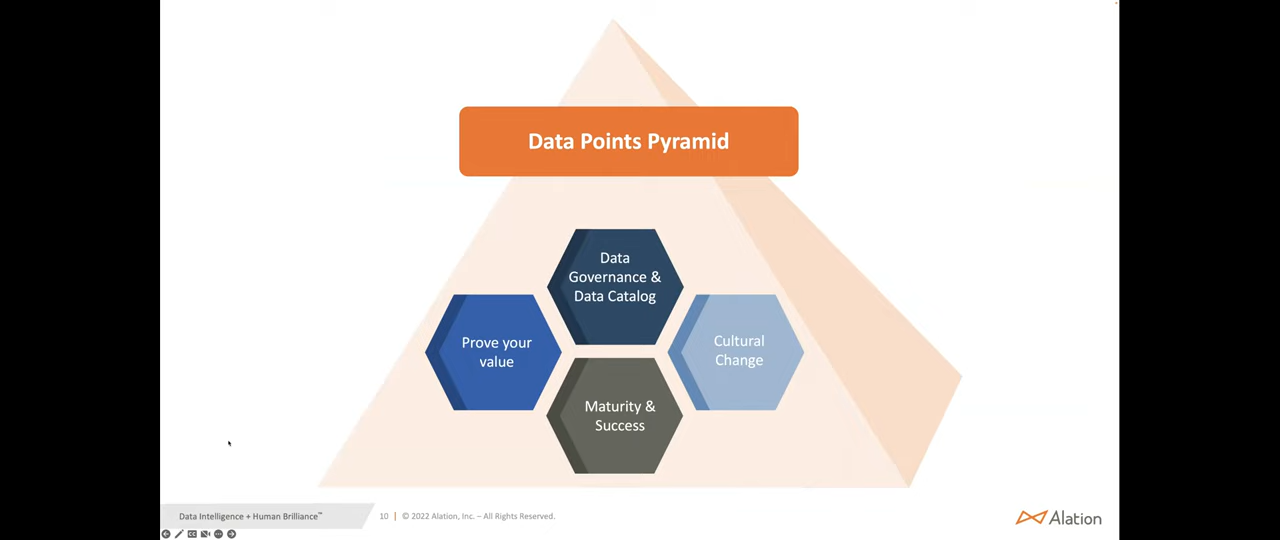 Data Points Pyramid
Data
Governance &
Data Catalog
Prove your
value
Cultural
Change
Maturity &
Success
Data Intelligence + Human Brilliance™
10 | © 2022 Alation, Inc. – All Rights Reserved.
Alation